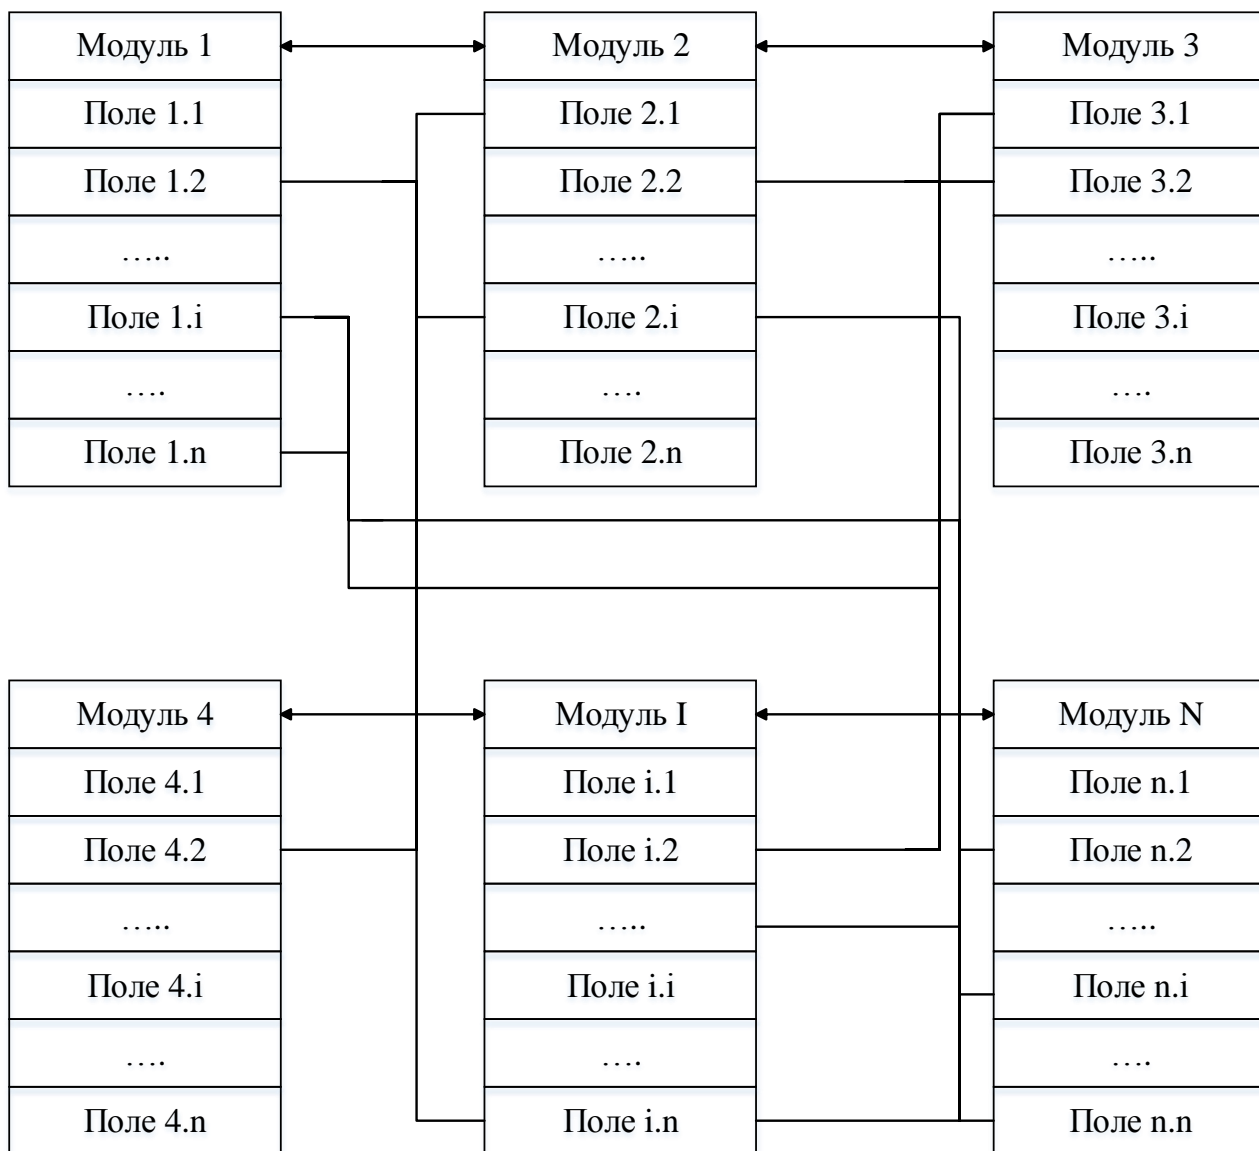 Модуль 1
Поле 1.1
Поле 1.2
…..
Поле 1.i
….
Поле 1.n
Модуль 2
Поле 2.1
Поле 2.2
…..
Поле 2.i
….
Поле 2.n
Модуль 3
Поле 3.1
Поле 3.2
…..
Поле 3.i
….
Поле 3.n
Модуль 4
Поле 4.1
Поле 4.2
…..
Поле 4.i
….
Поле 4.n
Модуль I
Поле i.1
Поле i.2
…..
Поле i.i
….
Поле i.n
Модуль N
Поле n.1
Поле n.2
…..
Поле n.i
….
Поле n.n